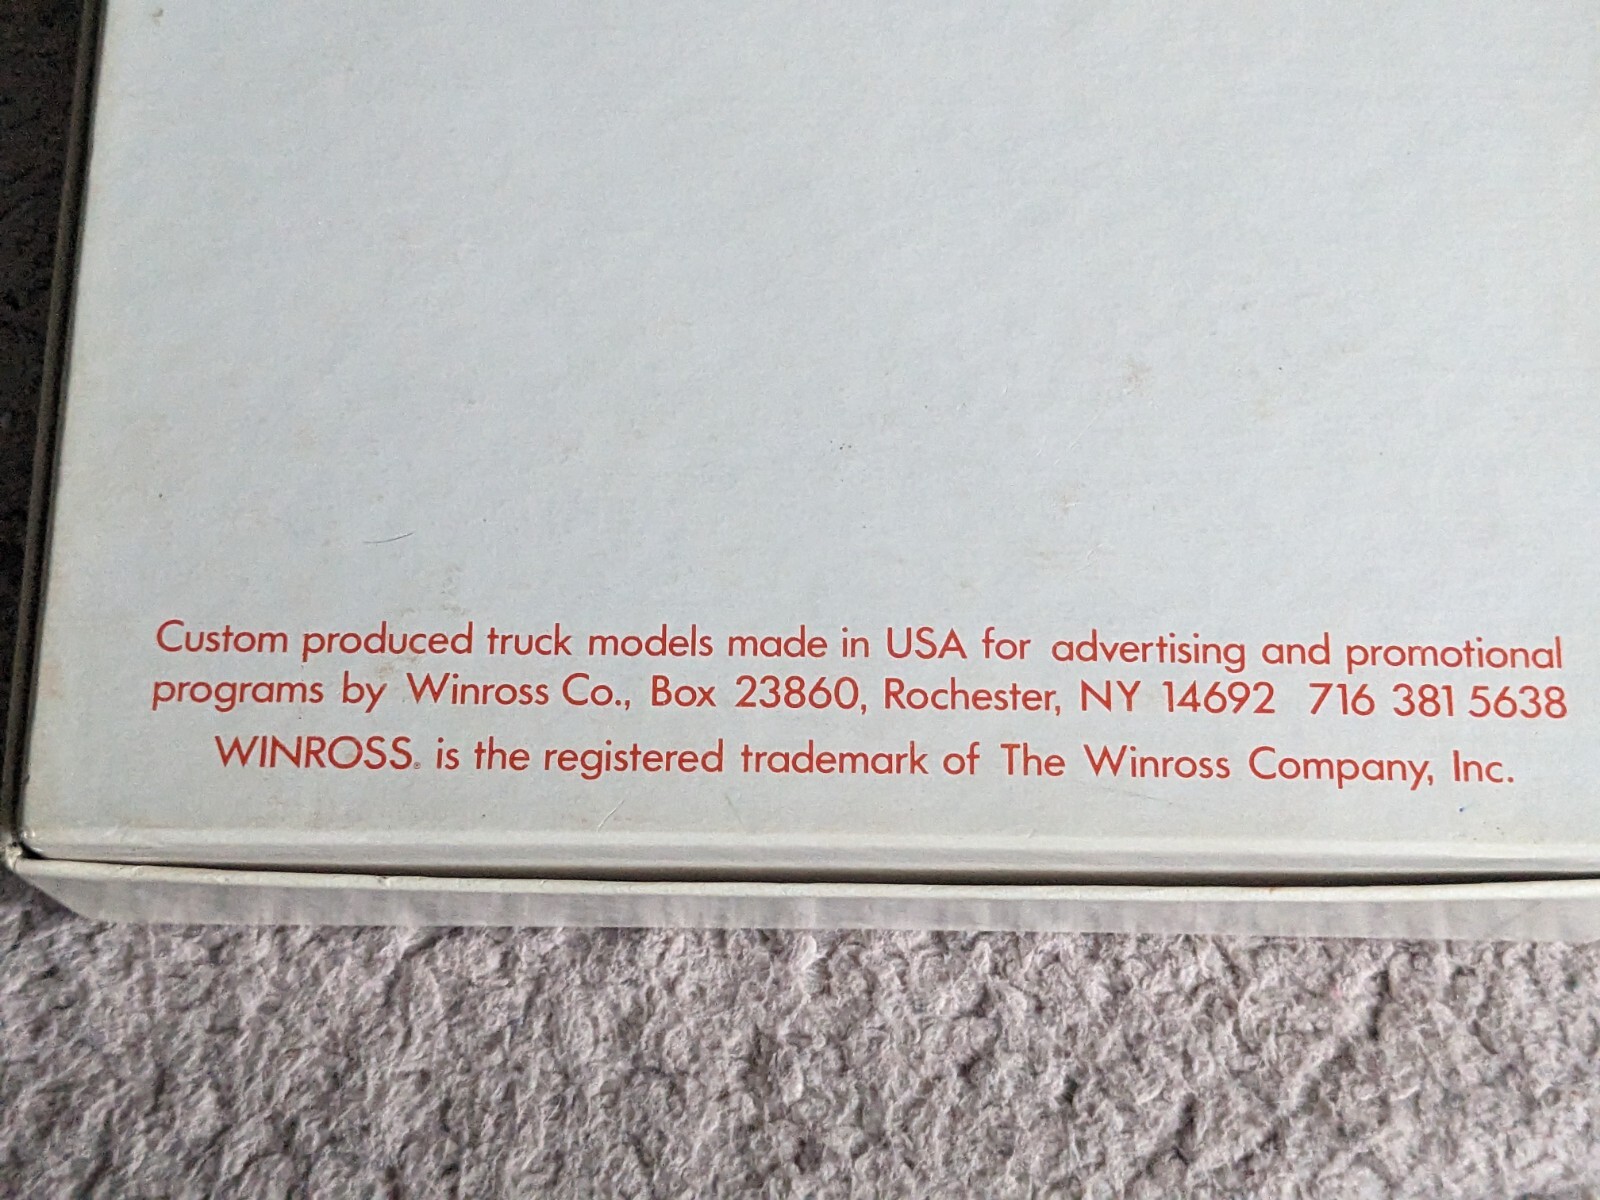 Custom produced truck models made in USA for advertising and promotional
programs by Winross Co., Box 23860, Rochester, NY 14692 716 381 5638
WINROSS® is the registered trademark of The Winross Company, Inc.